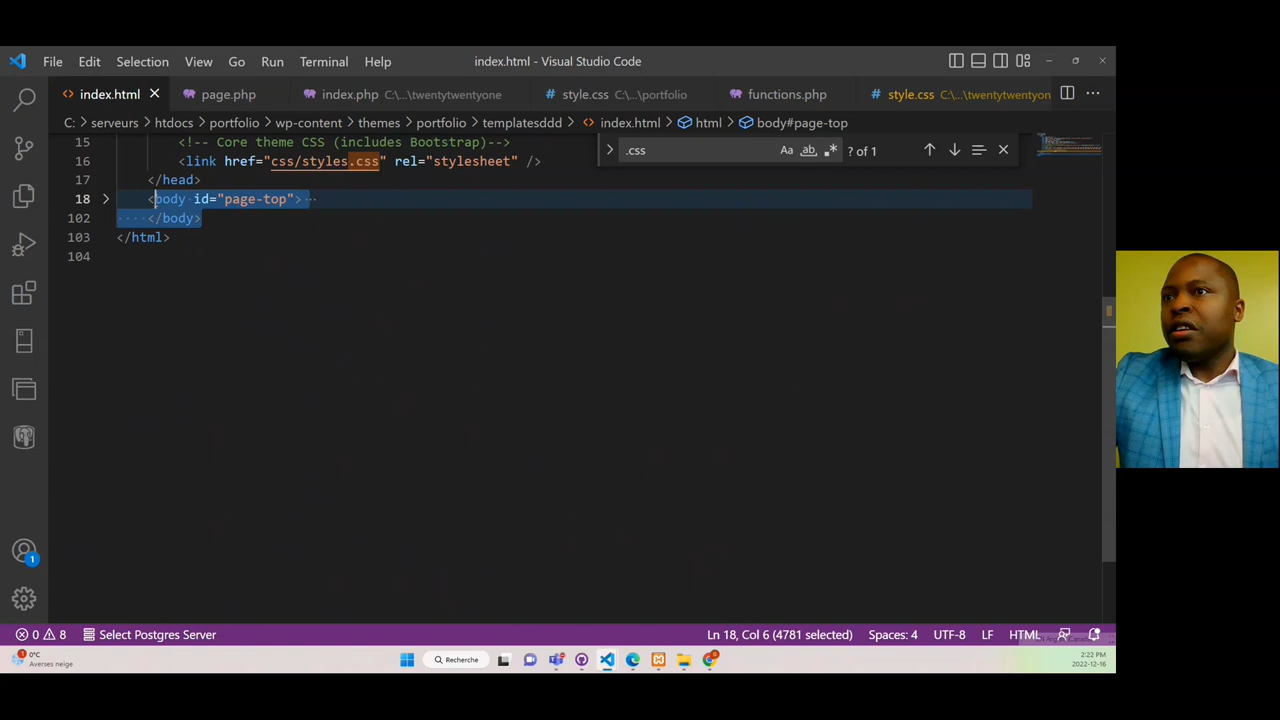 File Edit Selection View Go Run Terminal Help index.html - Visual Studio Code
index.html page.php index.php C:\...\twentytwentyone style.css C:\...\portfolio functions.php style.css C:\...\twentytwentyon
C: > serveurs > htdocs > portfolio > wp-content > themes > portfolio > templatesddd > index.html > html > body#page-top
.css Aa ab .* ? of 1
15 <!-- Core theme CSS (includes Bootstrap)-->
16 <link href="css/styles.css" rel="stylesheet" />
17 </head>
18 <body id="page-top"> ...
102 </body>
103 </html>
104
1
0 8 Select Postgres Server Ln 18, Col 6 (4781 selected) Spaces: 4 UTF-8 LF HTML
1 0°C
Averses neige
Recherche
2:22 PM
2022-12-16